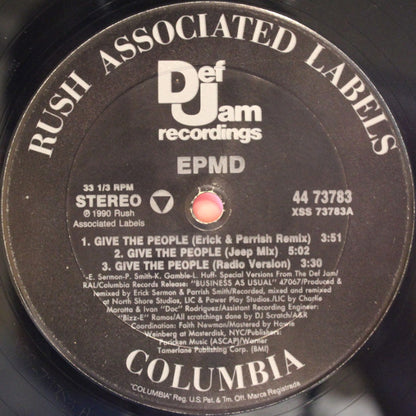 RUSH ASSOCIATED LABELS
Def
Jam
recordings
EPMD
33 1/3 RPM
STEREO
℗1990 Rush
Associated Labels
44 73783
XSS 73783A
1. GIVE THE PEOPLE (Erick & Parrish Remix) 3:51
2. GIVE THE PEOPLE (Jeep Mix) 5:02
3. GIVE THE PEOPLE (Radio Version) 3:30
-E. Sermon-P. Smith-K. Gamble-L. Huff- Special Versions From The Def Jam/
RAL/Columbia Records Release: "BUSINESS AS USUAL" 47067/Produced &
remixed by Erick Sermon & Parrish Smith/Recorded, mixed and remixed
at North Shore Studios, LIC & Power Play Studios/LIC by Charlie
Marotta & Ivan "Doc" Rodriguez/Assistant Recording Engineer:
"Bizz-E" Ramos/All scratchings done by DJ Scratch/A&R
Coordination: Faith Newman/Mastered by Howie
Weinberg at Masterdisk, NYC/Publishers:
Paricken Music (ASCAP)/Warner-
Tamerlane Publishing Corp. (BMI)
COLUMBIA
"COLUMBIA" Reg. U.S. Pat. & Tm. Off. Marca Registrada.